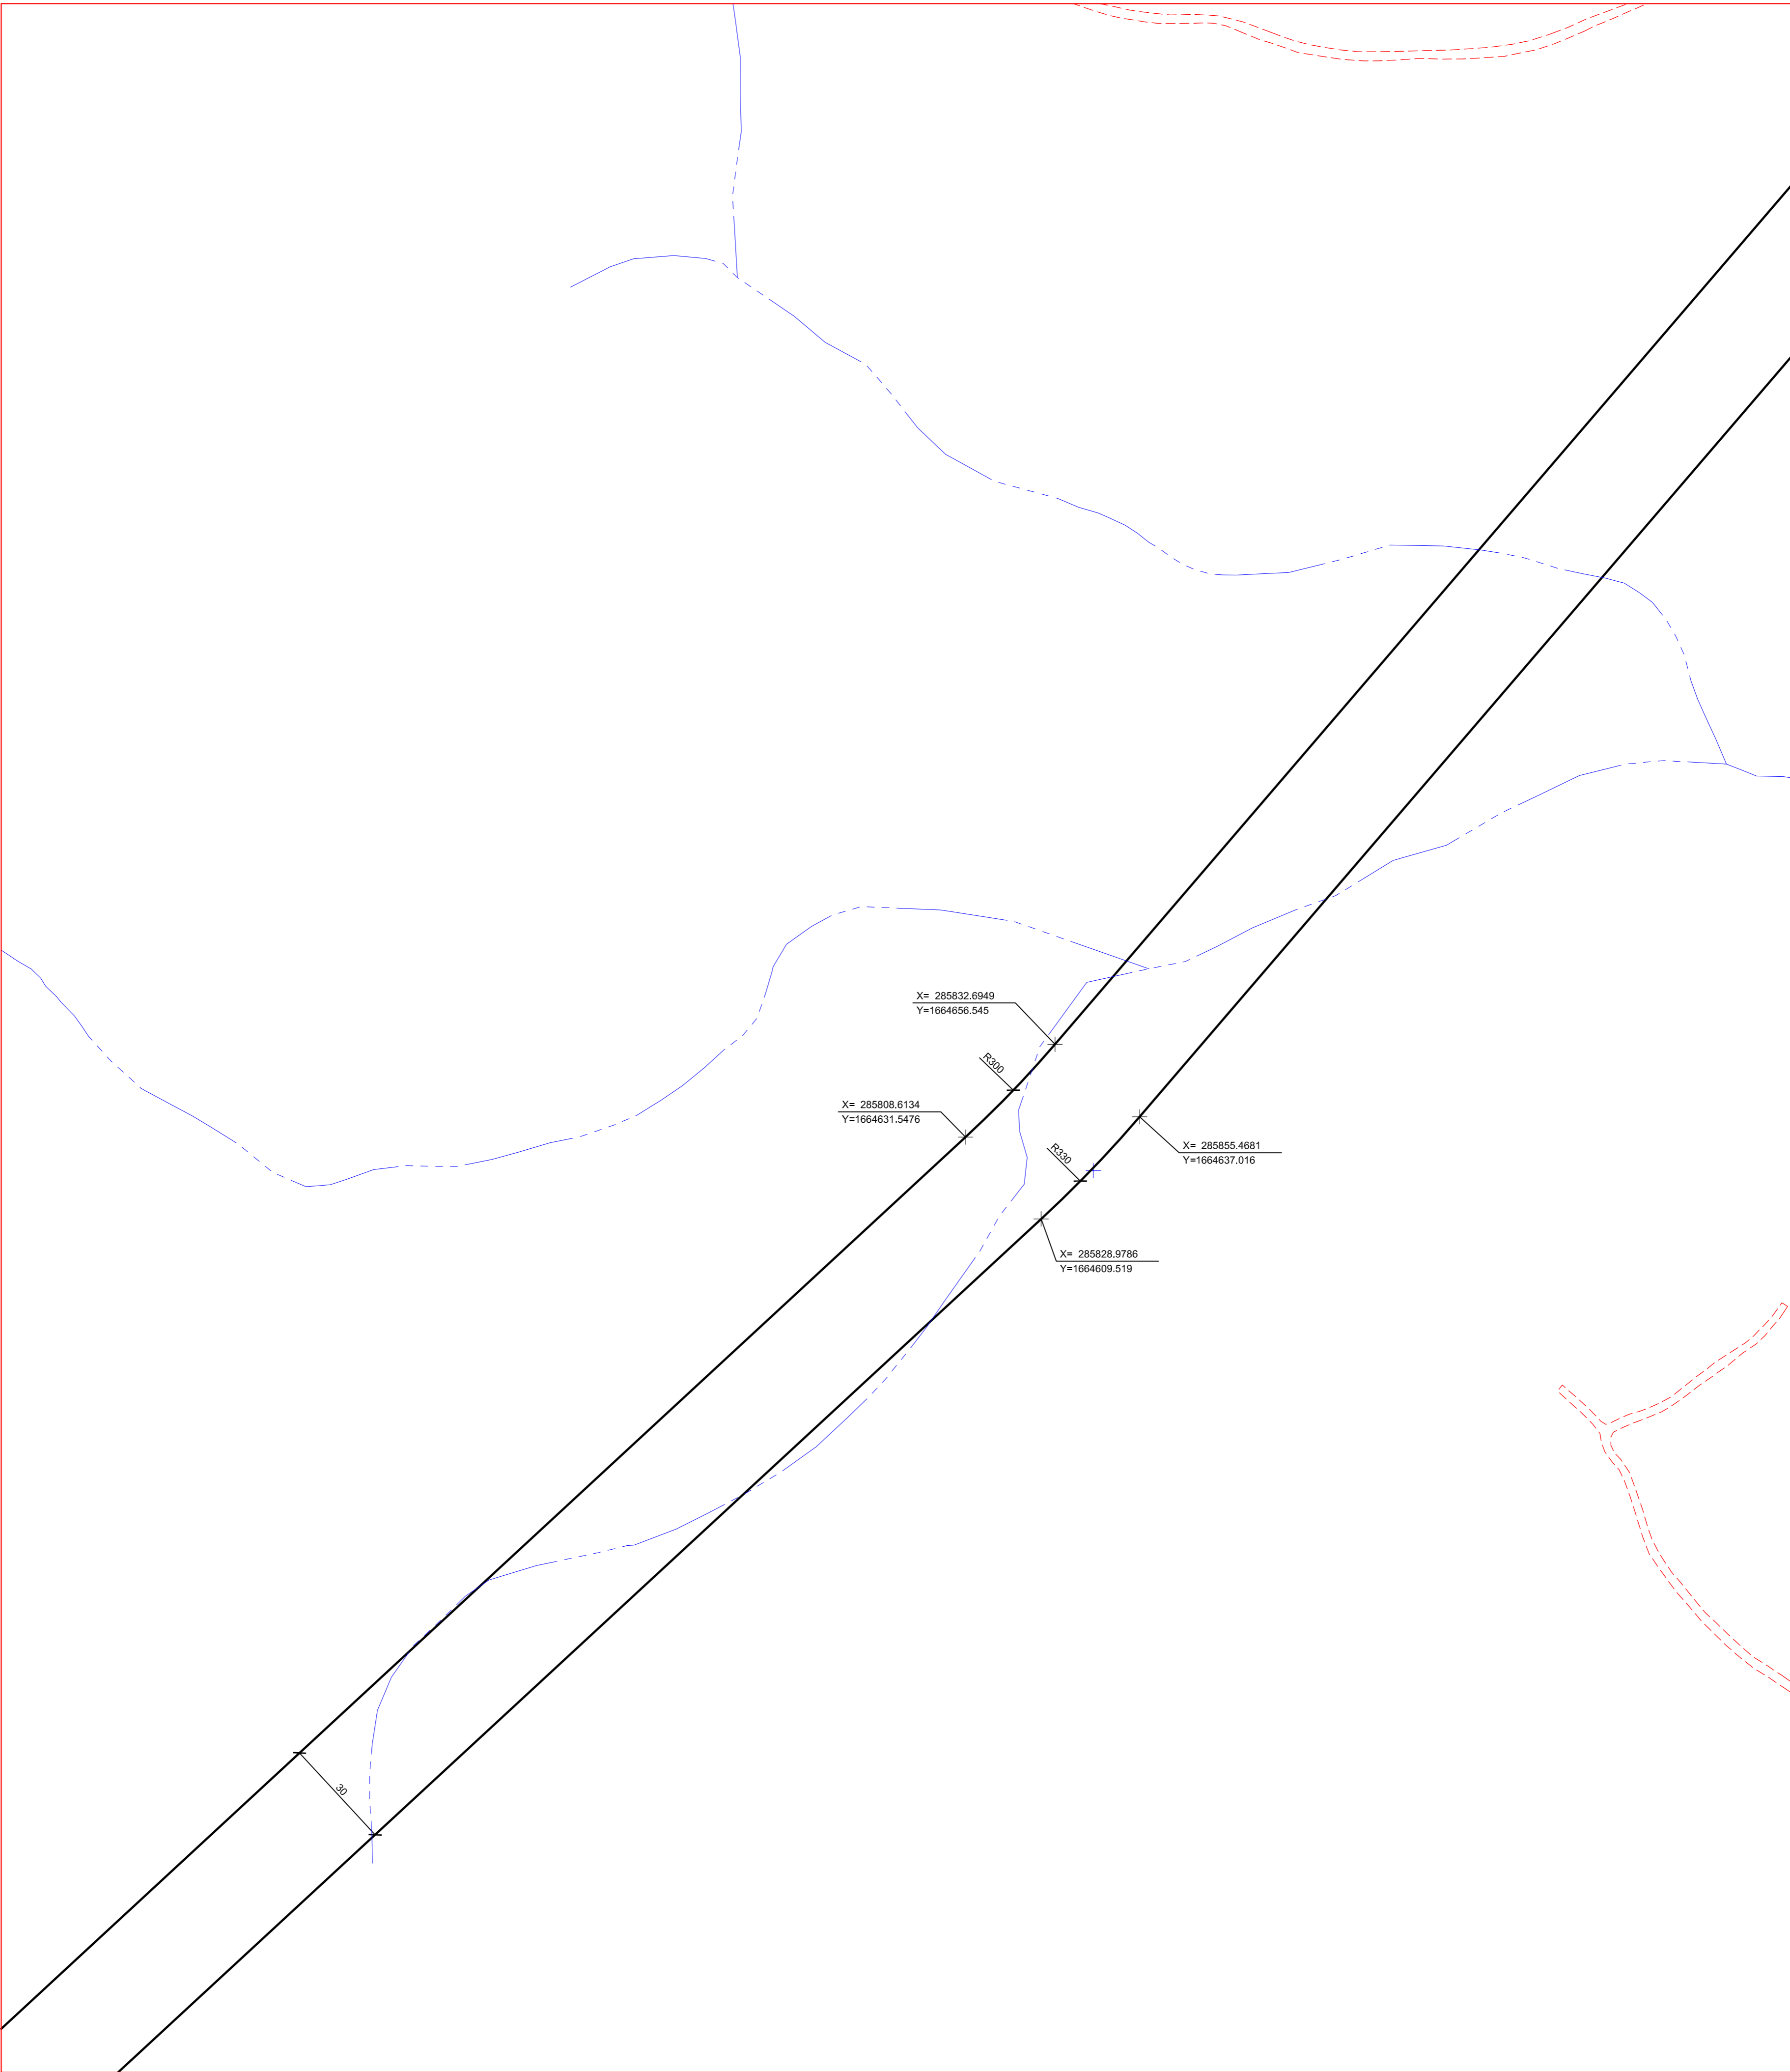 X=  285832.6949
Y=1664656.545
R300
X=  285808.6134
Y=1664631.5476
R330
X=  285855.4681
Y=1664637.016
X=  285828.9786
Y=1664609.519
30